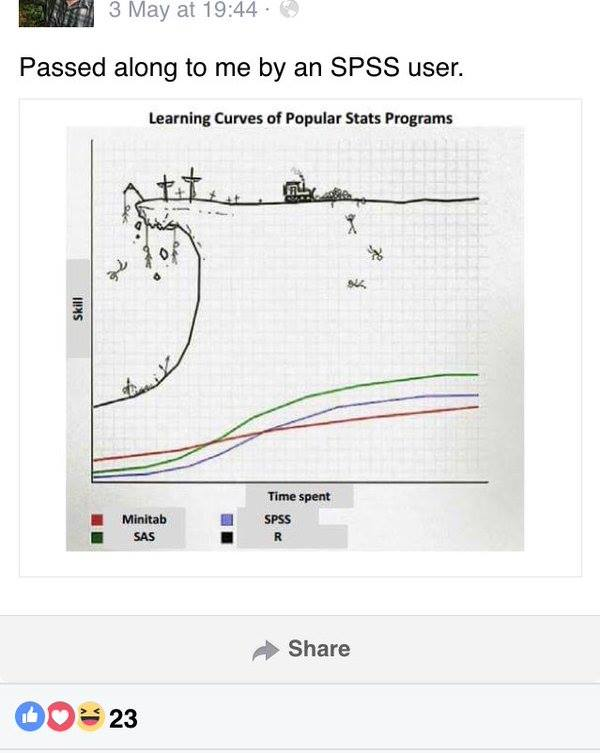 3 May at 19:44 ·
Passed along to me by an SPSS user.
Learning Curves of Popular Stats Programs
Skill
Time spent
Minitab
SPSS
SAS
R
Share
23